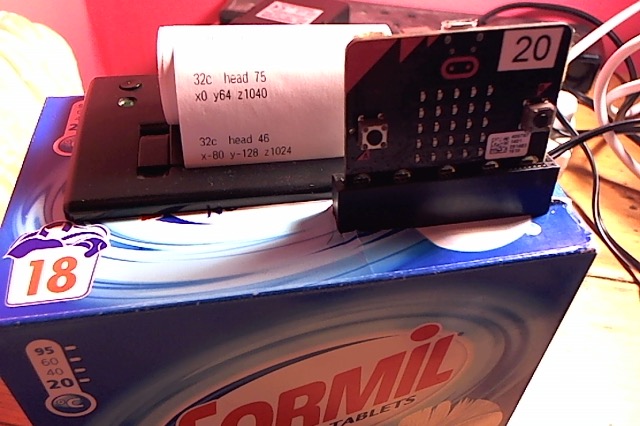 32c head 75
x0 y64 z1040
32c head 46
x-80 y-128 z1024
20
18
95
60
40
20
°C
FORMIL
TABLETS